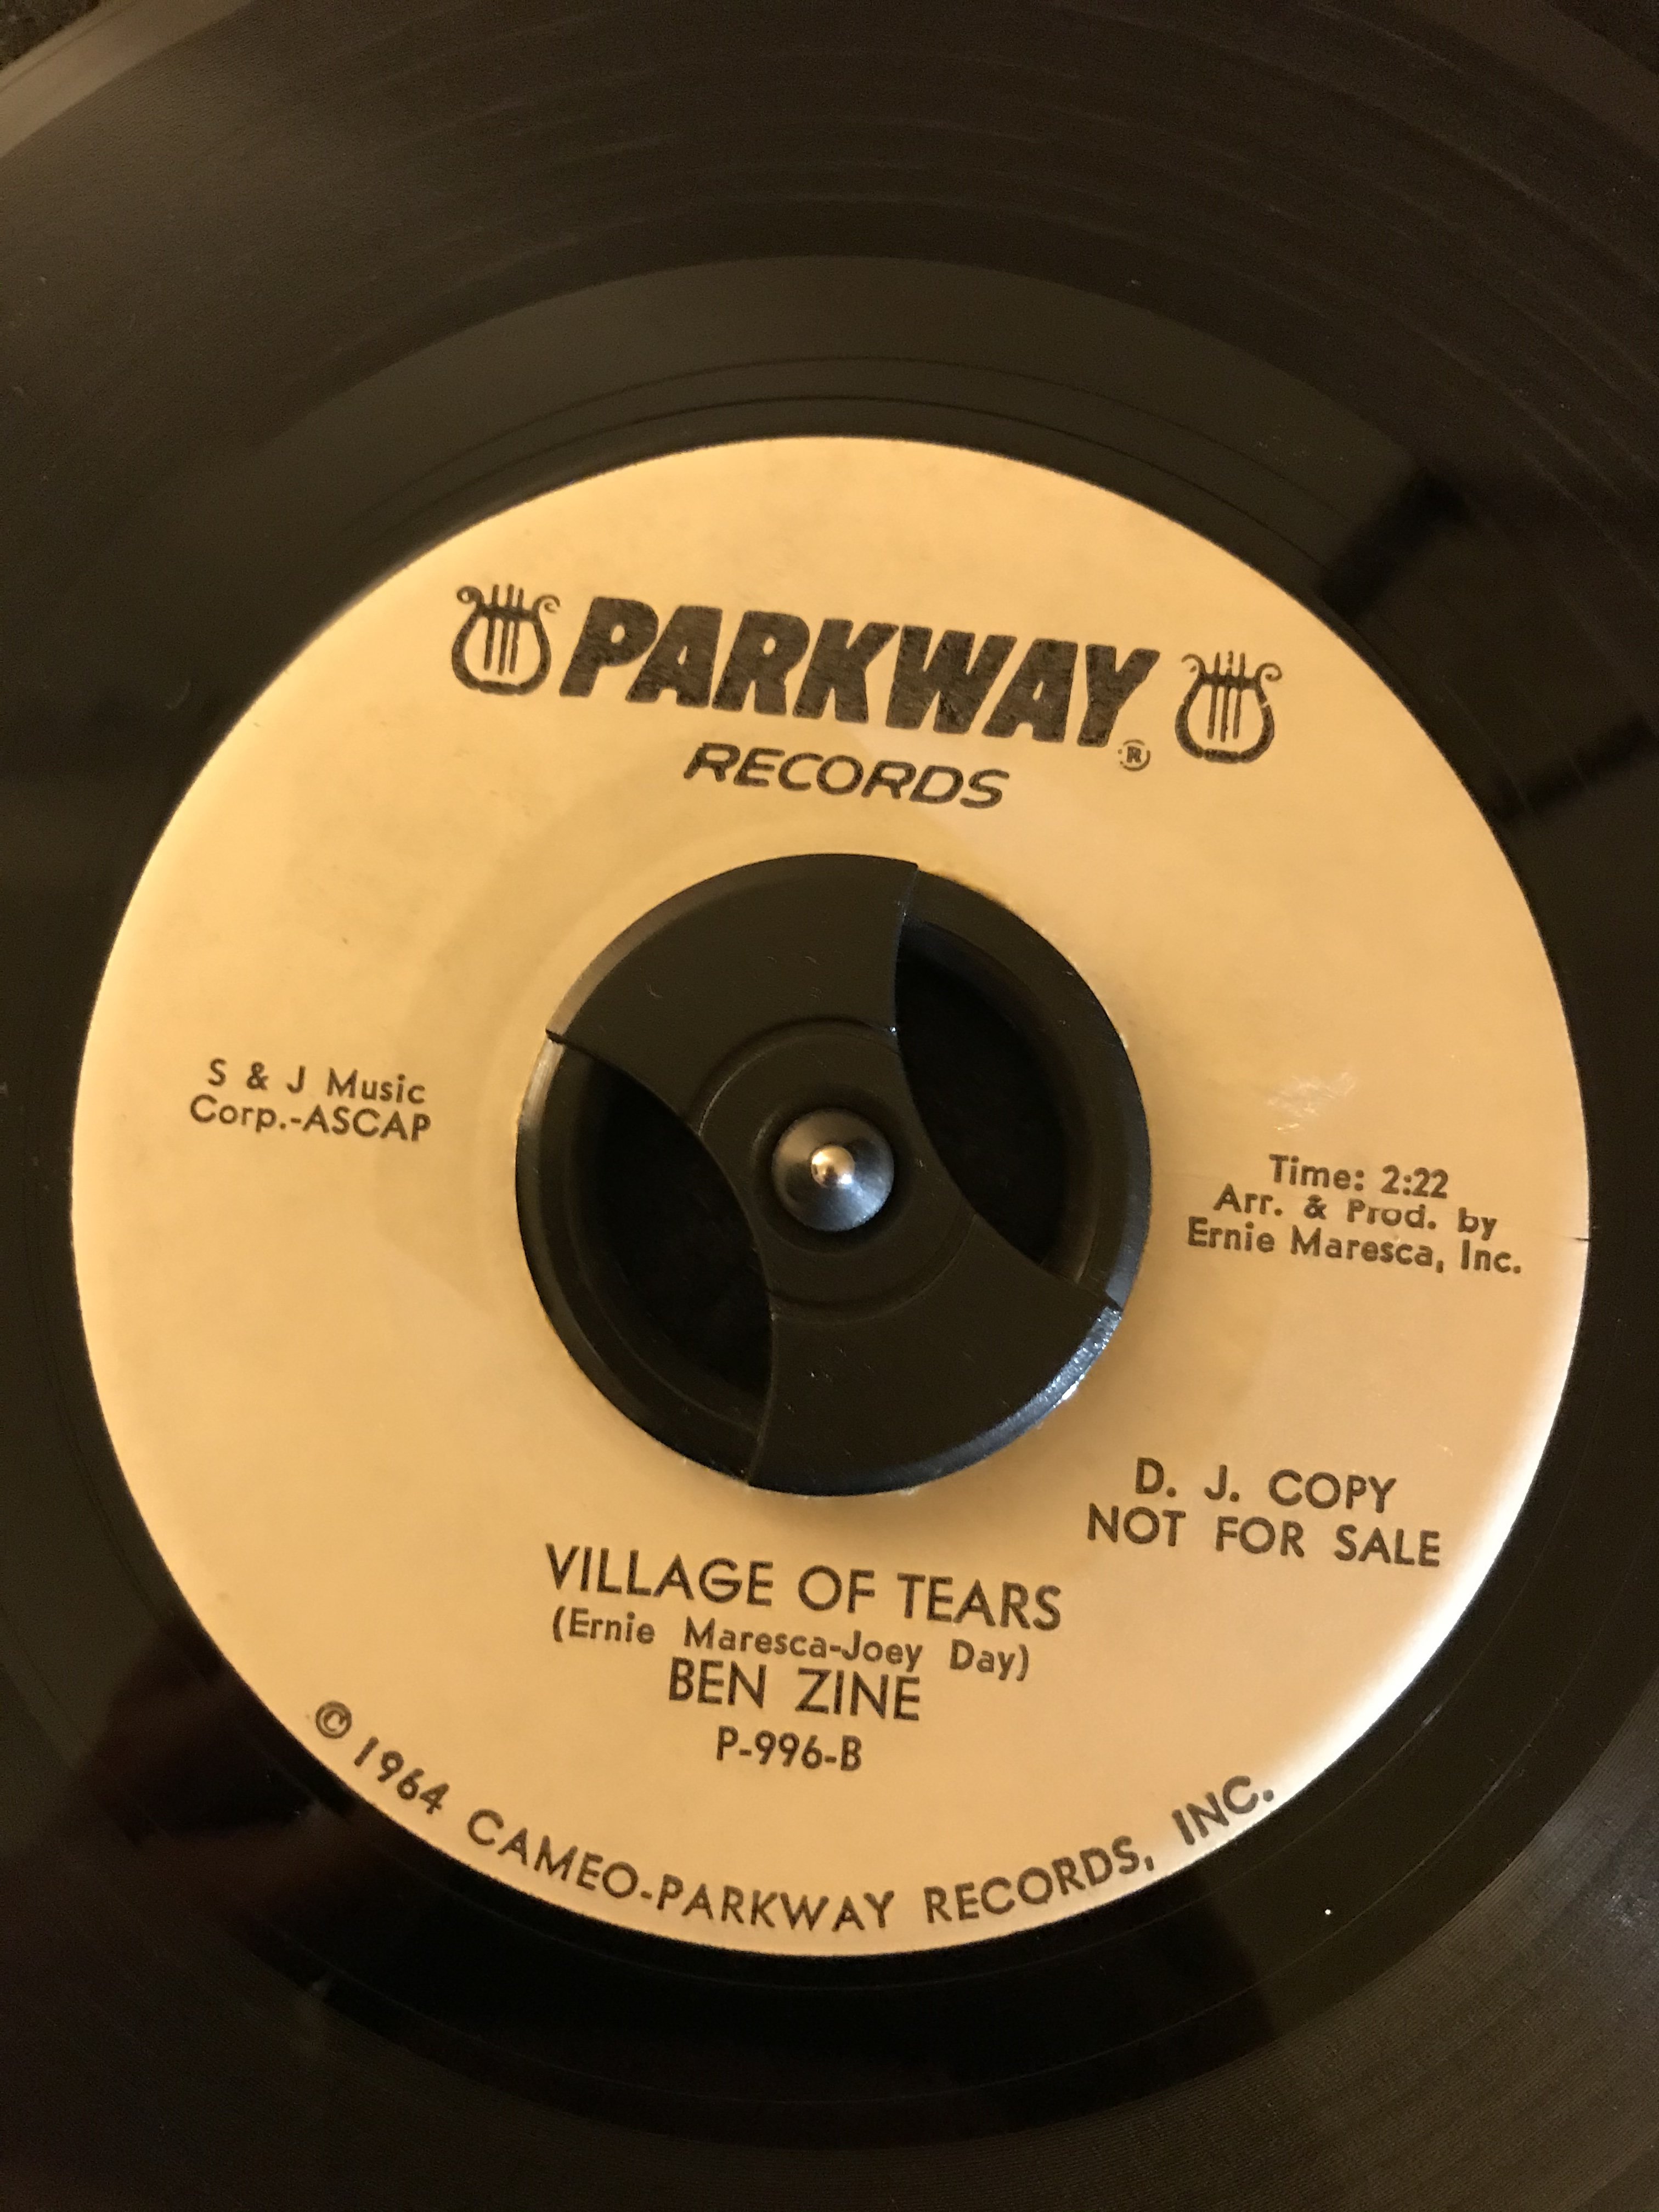 PARKWAY®
RECORDS
S & J Music
Corp.-ASCAP
Time: 2:22
Arr. & Prod. by
Ernie Maresca, Inc.
D. J. COPY
NOT FOR SALE
VILLAGE OF TEARS
(Ernie Maresca-Joey Day)
BEN ZINE
P-996-B
© 1964 CAMEO-PARKWAY RECORDS, INC.